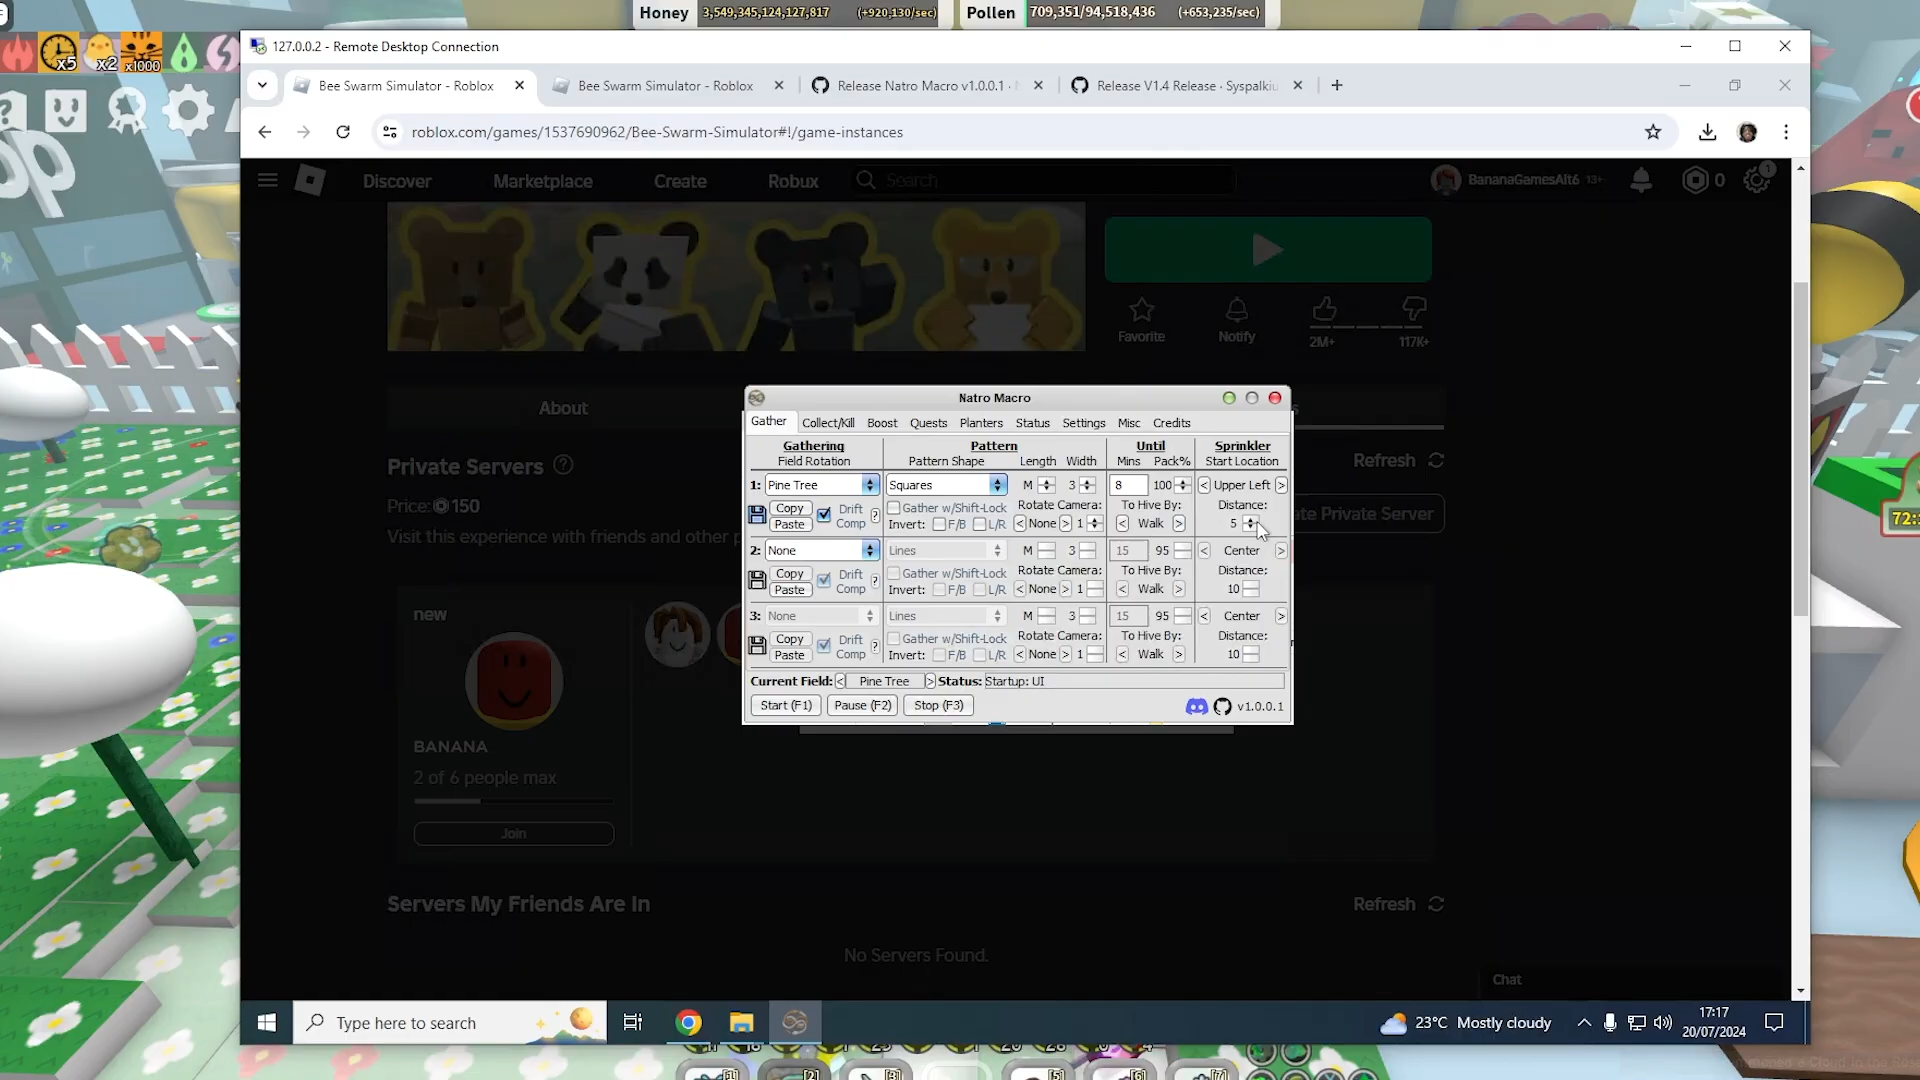 Honey 3,549,345,124,127,817 (+920,130/sec) Pollen 709,351/94,518,436 (+653,235/sec)
127.0.0.2 - Remote Desktop Connection
x5 x2 x1000
Bee Swarm Simulator - Roblox Bee Swarm Simulator - Roblox Release Natro Macro v1.0.0.1 · Release V1.4 Release · Syspalkiu
roblox.com/games/1537690962/Bee-Swarm-Simulator#!/game-instances
Discover Marketplace Create Robux Search BananaGamesAlt6 13+ 0 1
Favorite Notify 2M+ 117K+
About
Private Servers Refresh
Price: 150
Visit this experience with friends and other p
ate Private Server
Natro Macro
Gather Collect/Kill Boost Quests Planters Status Settings Misc Credits
Gathering Pattern Until Sprinkler
Field Rotation Pattern Shape Length Width Mins Pack% Start Location
1: Pine Tree Squares M 3 8 100 < Upper Left >
Copy Drift Gather w/Shift-Lock Rotate Camera: To Hive By: Distance:
Paste Comp ? Invert: F/B L/R < None > 1 < Walk > 5
2: None Lines M 3 15 95 < Center >
Copy Drift Gather w/Shift-Lock Rotate Camera: To Hive By: Distance:
Paste Comp ? Invert: F/B L/R < None > 1 < Walk > 10
3: None Lines M 3 15 95 < Center >
Copy Drift Gather w/Shift-Lock Rotate Camera: To Hive By: Distance:
Paste Comp ? Invert: F/B L/R < None > 1 < Walk > 10
Current Field: < Pine Tree > Status: Startup: UI
Start (F1) Pause (F2) Stop (F3) v1.0.0.1
new
BANANA
2 of 6 people max
Join
Servers My Friends Are In Refresh
No Servers Found.
Chat
Type here to search 23°C Mostly cloudy 17:17
20/07/2024
[1] [2] [3] [5] [6] [7]